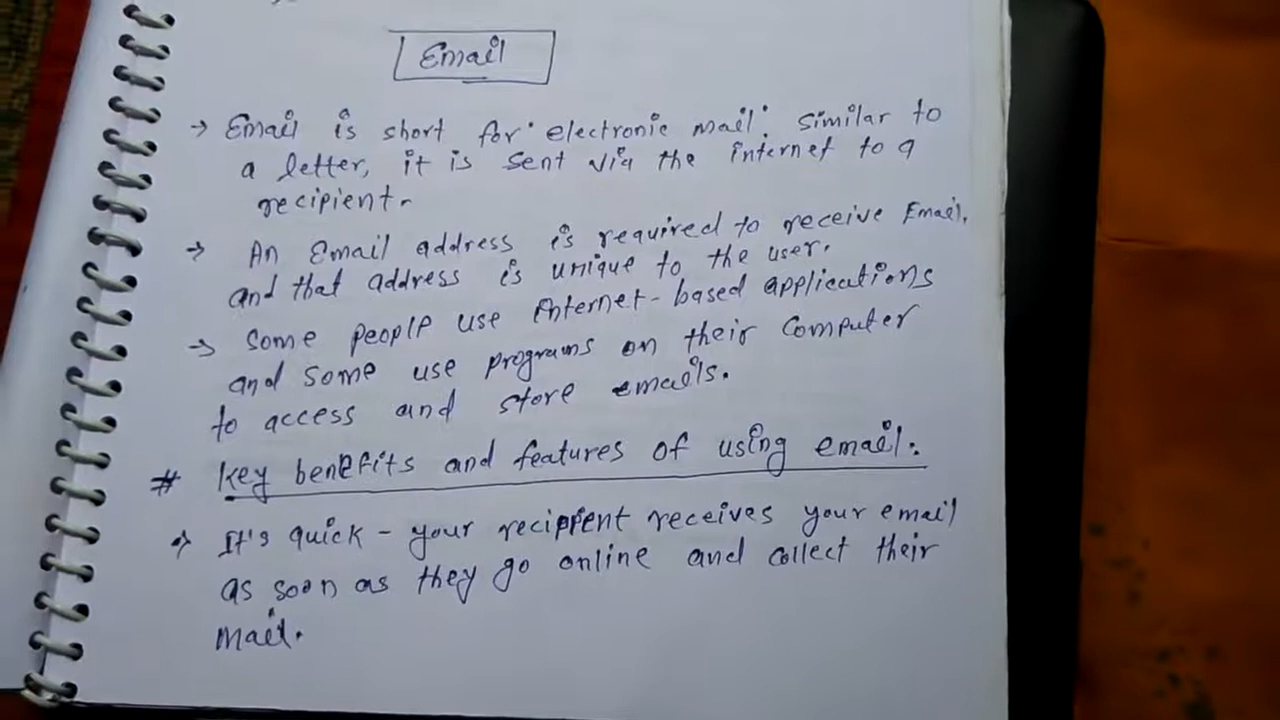 Email
→ Email is short for 'electronic mail'. Similar to
a letter, it is sent via the internet to a
recipient.
→ An Email address is required to receive Email,
and that address is unique to the user.
→ Some people use internet-based applications
and some use programs on their computer
to access and store emails.
# Key benefits and features of using email:
→ It's quick - your recipient receives your email
as soon as they go online and collect their
mail.